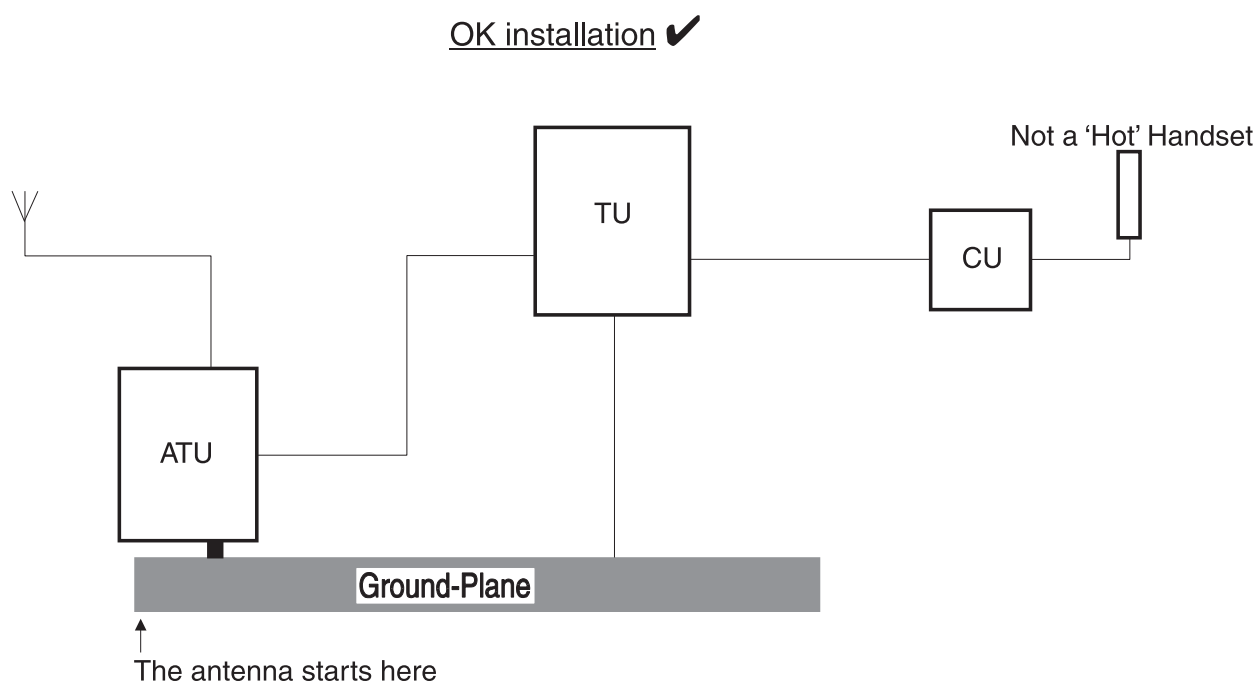 OK installation ✔
Not a ‘Hot’ Handset
TU
CU
ATU
Ground-Plane
The antenna starts here